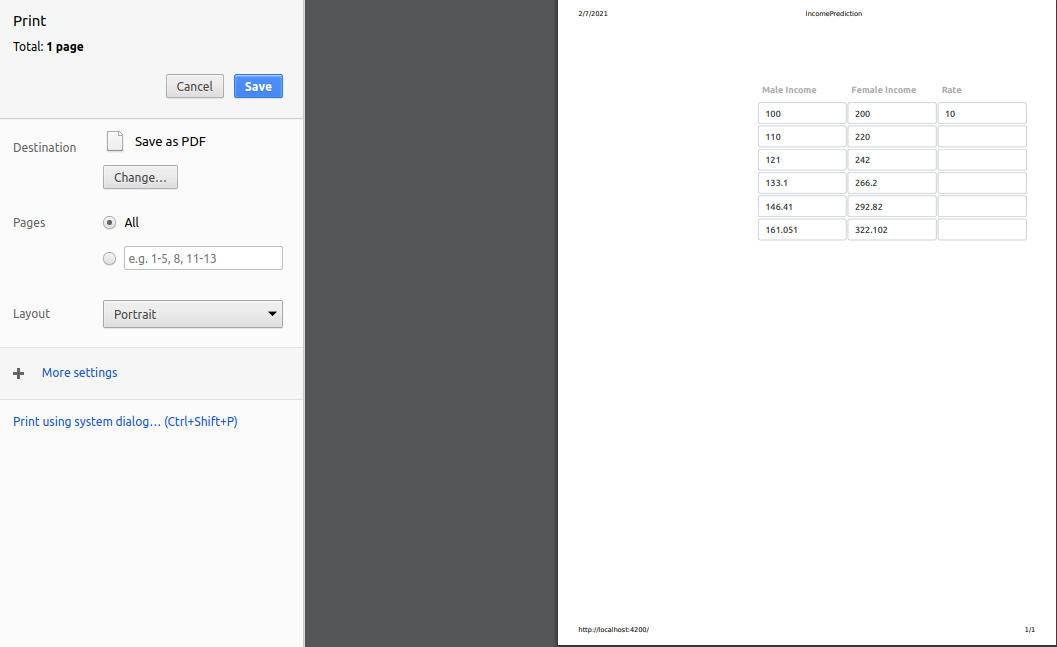 Print
Total: 1 page
Cancel Save
Destination Save as PDF
Change...
Pages All
e.g. 1-5, 8, 11-13
Layout Portrait
More settings
Print using system dialog... (Ctrl+Shift+P)
2/7/2021 IncomePrediction
Male Income Female Income Rate
100 200 10
110 220
121 242
133.1 266.2
146.41 292.82
161.051 322.102
http://localhost:4200/ 1/1